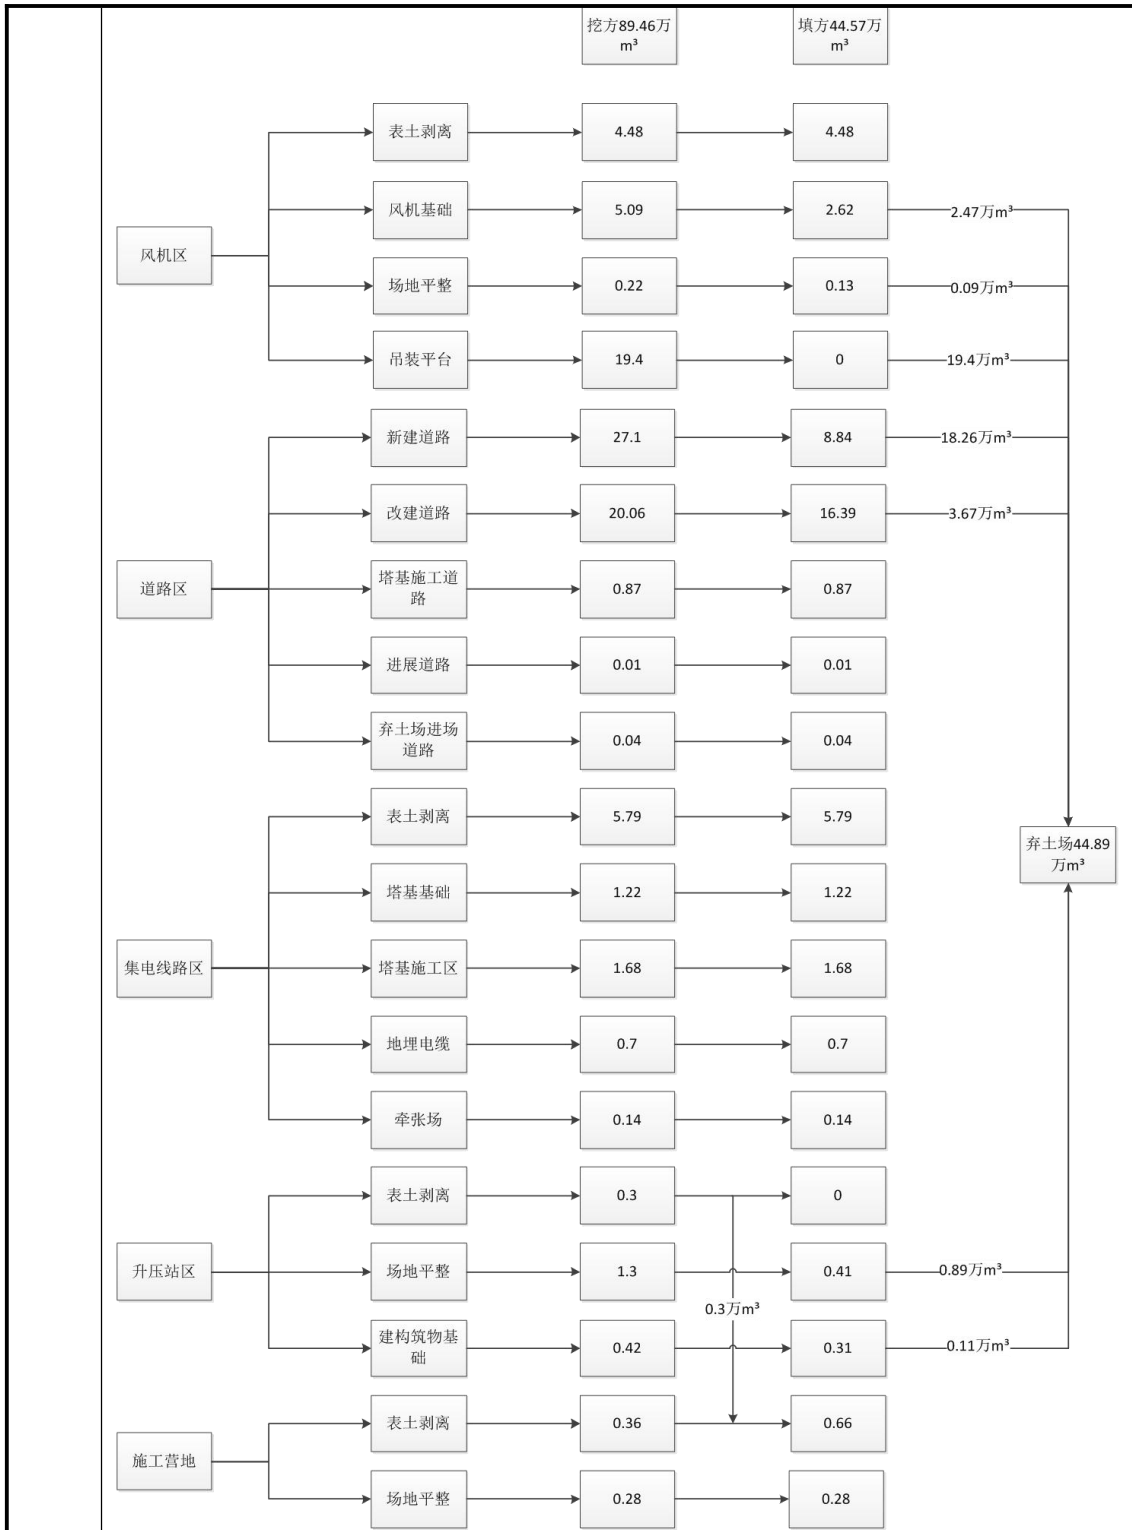 挖方89.46万
m³
填方44.57万
m³
表土剥离
4.48
4.48
风机基础
5.09
2.62
2.47万m³
风机区
场地平整
0.22
0.13
0.09万m³
吊装平台
19.4
0
19.4万m³
新建道路
27.1
8.84
18.26万m³
改建道路
20.06
16.39
3.67万m³
道路区
塔基施工道
路
0.87
0.87
进展道路
0.01
0.01
弃土场进场
道路
0.04
0.04
表土剥离
5.79
5.79
弃土场44.89
万m³
塔基基础
1.22
1.22
集电线路区
塔基施工区
1.68
1.68
地埋电缆
0.7
0.7
牵张场
0.14
0.14
表土剥离
0.3
0
升压站区
场地平整
1.3
0.41
0.89万m³
0.3万m³
建构筑物基
础
0.42
0.31
0.11万m³
表土剥离
0.36
0.66
施工营地
场地平整
0.28
0.28